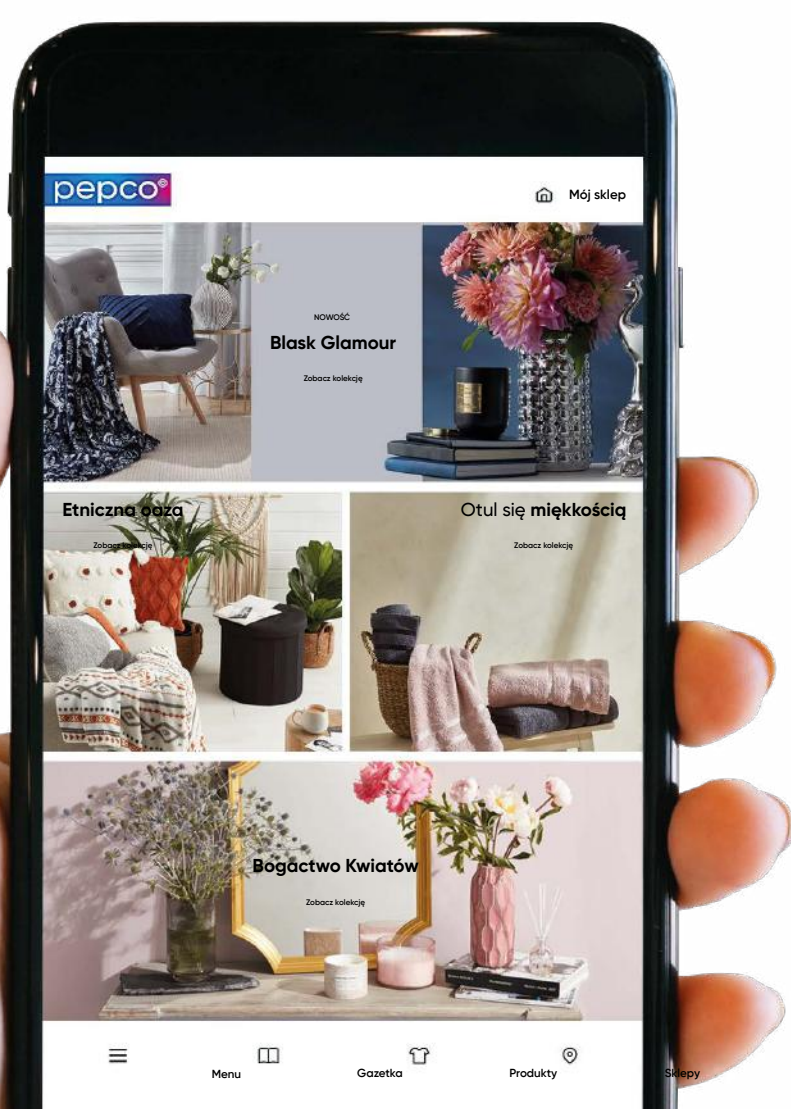 pepco®
Mój sklep
NOWOŚĆ
Blask Glamour
Zobacz kolekcję
Etniczna oaza
Zobacz kolekcję
Otul się miękkością
Zobacz kolekcję
Bogactwo Kwiatów
Zobacz kolekcję
Menu
Gazetka
Produkty
Sklepy